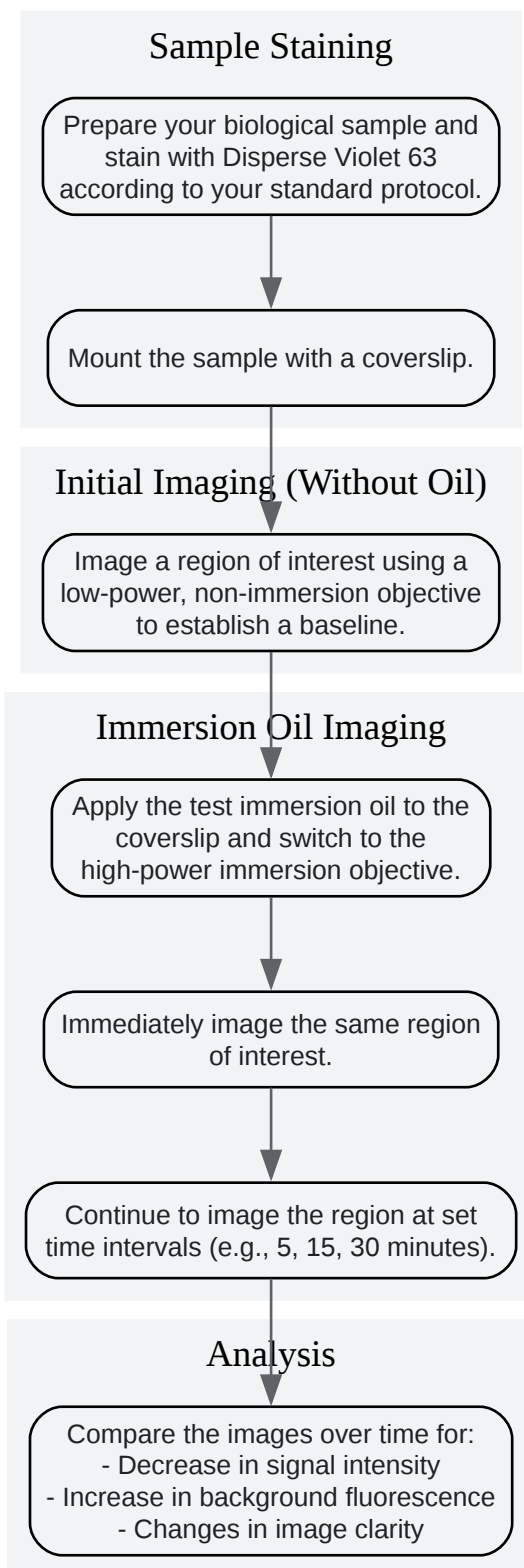 Sample Staining
Prepare your biological sample and
stain with Disperse Violet 63
according to your standard protocol.
Mount the sample with a coverslip.
Initial Imaging (Without Oil)
Image a region of interest using a
low-power, non-immersion objective
to establish a baseline.
Immersion Oil Imaging
Apply the test immersion oil to the
coverslip and switch to the
high-power immersion objective.
Immediately image the same region
of interest.
Continue to image the region at set
time intervals (e.g., 5, 15, 30 minutes).
Analysis
Compare the images over time for:
- Decrease in signal intensity
- Increase in background fluorescence
- Changes in image clarity